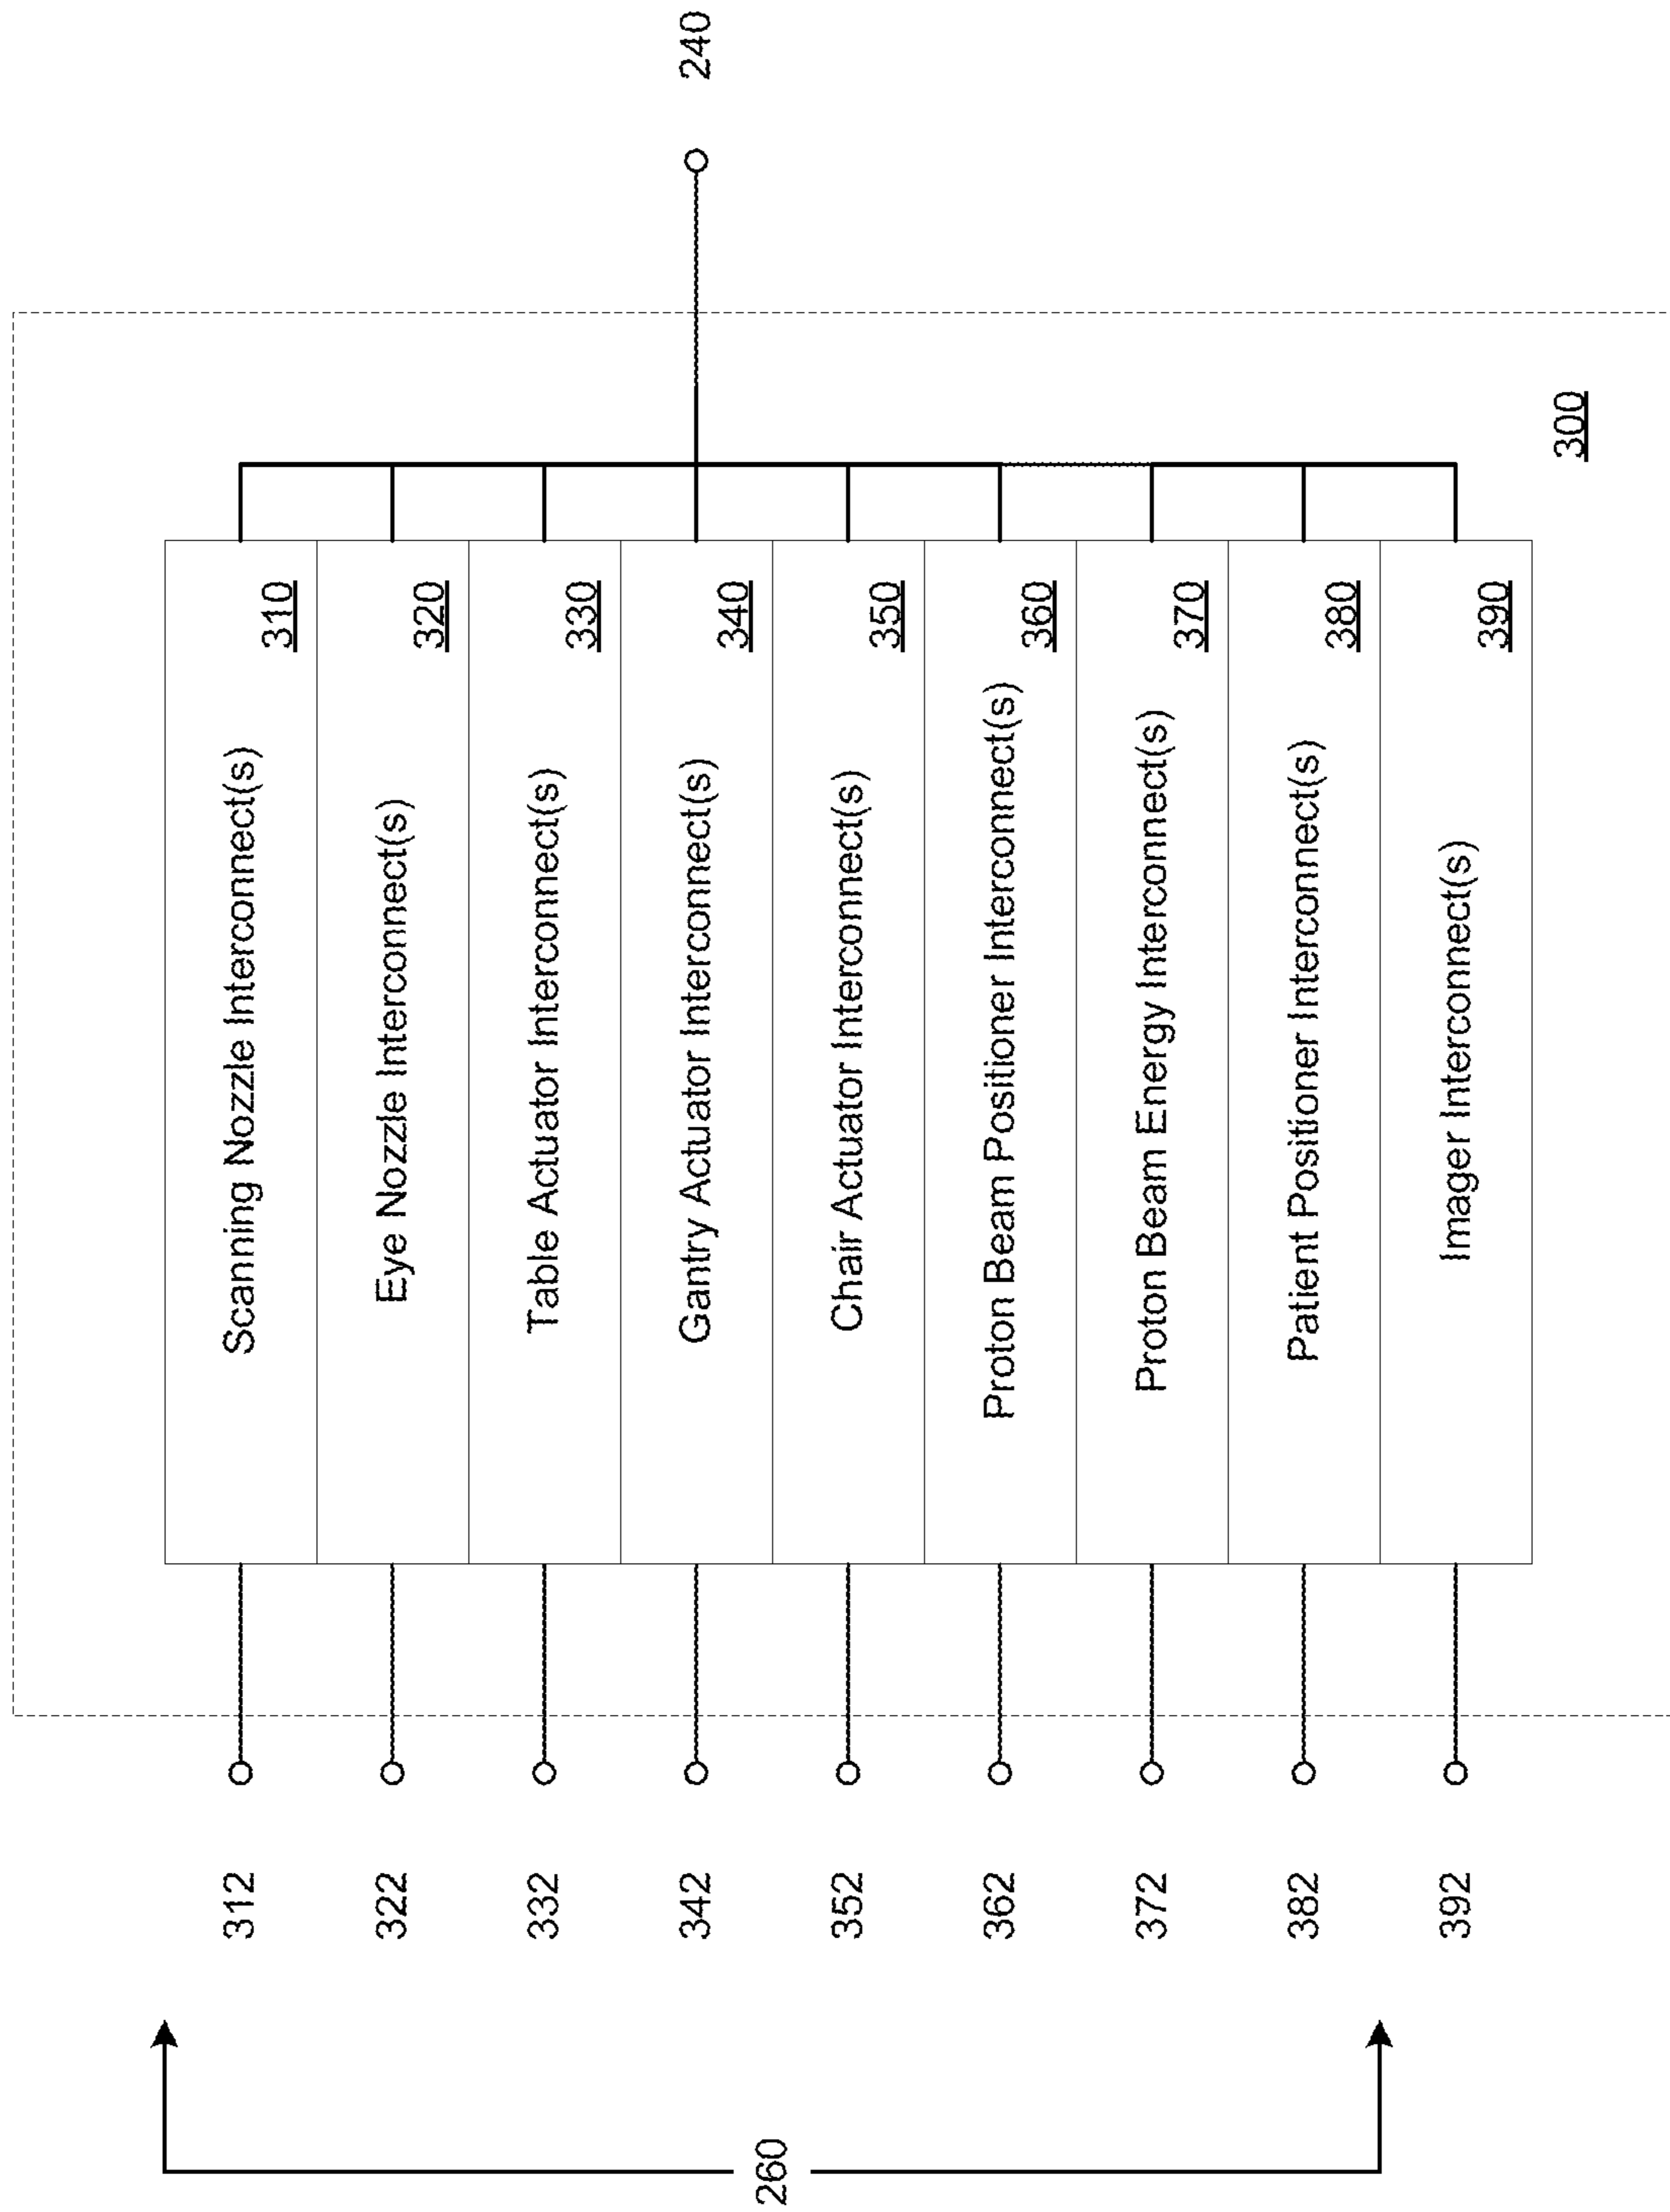 260
312
Scanning Nozzle Interconnect(s)
310
322
Eye Nozzle Interconnect(s)
320
332
Table Actuator Interconnect(s)
330
342
Gantry Actuator Interconnect(s)
340
240
352
Chair Actuator Interconnect(s)
350
362
Proton Beam Positioner Interconnect(s)
360
372
Proton Beam Energy Interconnect(s)
370
382
Patient Positioner Interconnect(s)
380
392
Imager Interconnect(s)
390
300